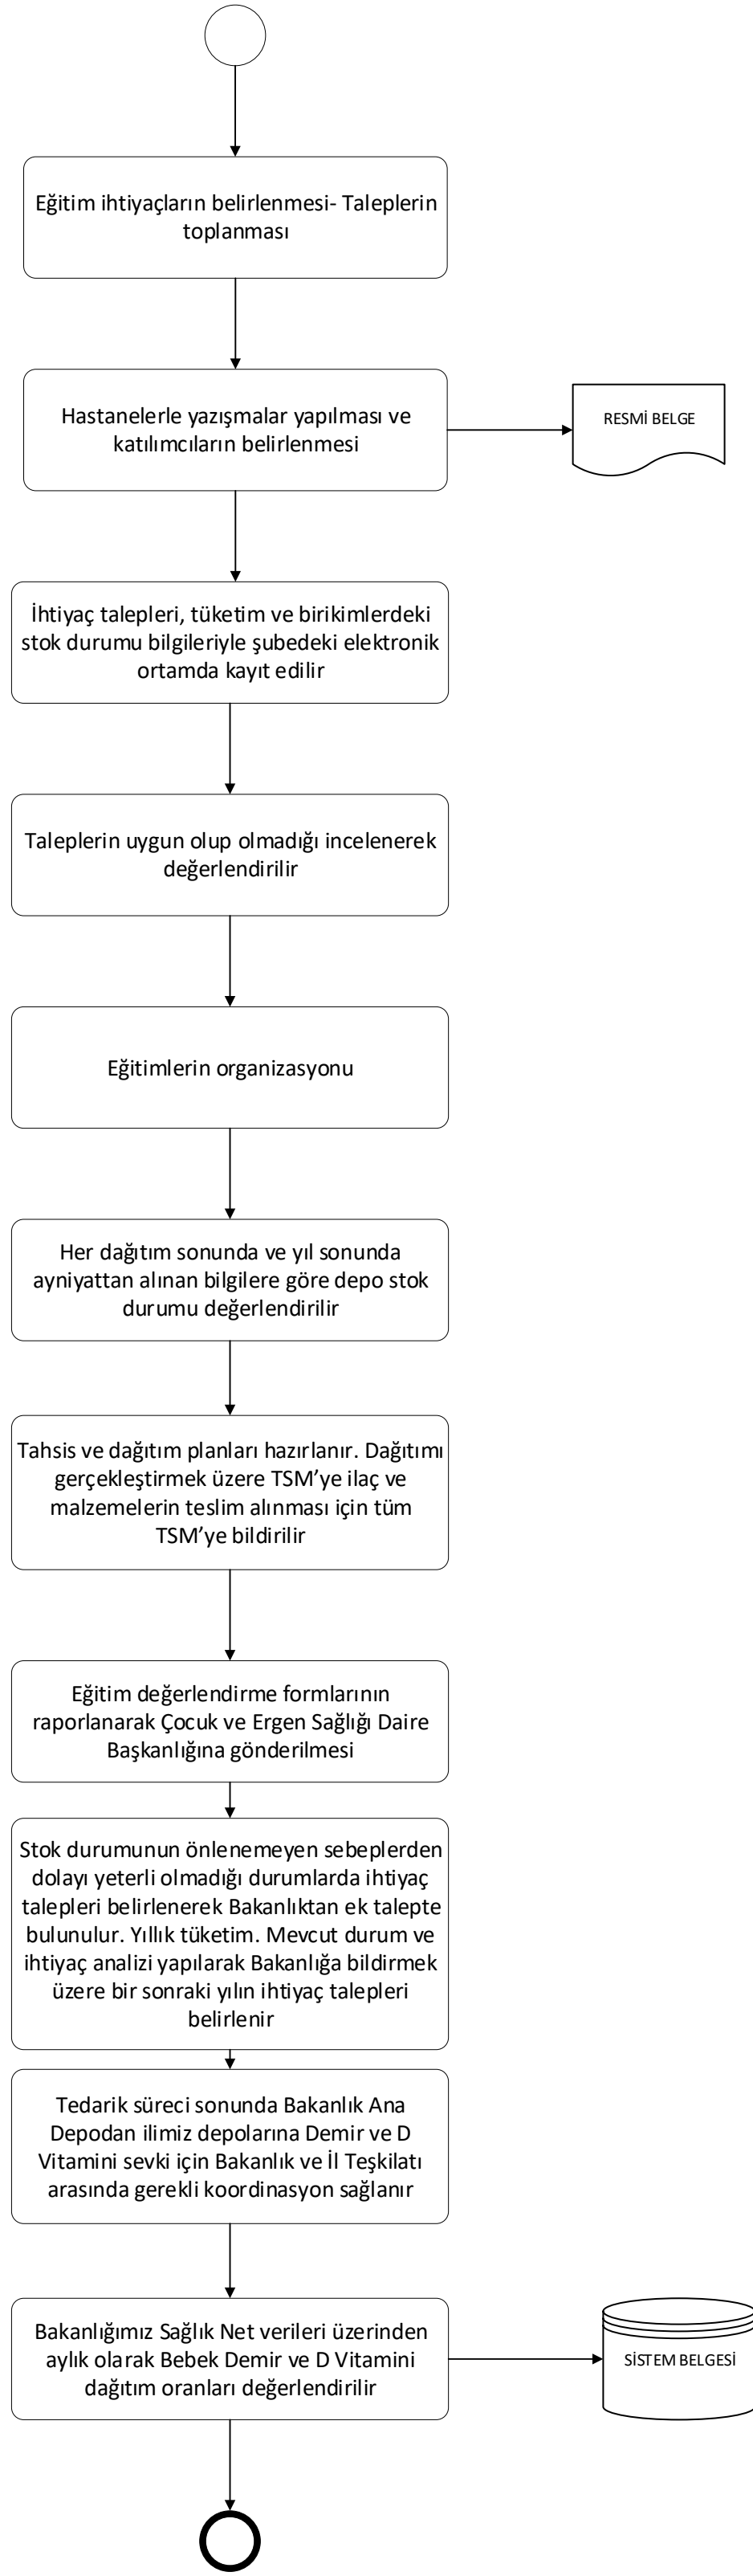 Eğitim ihtiyaçların belirlenmesi- Taleplerin
toplanması
Hastanelerle yazışmalar yapılması ve
katılımcıların belirlenmesi
RESMİ BELGE
İhtiyaç talepleri, tüketim ve birikimlerdeki
stok durumu bilgileriyle şubedeki elektronik
ortamda kayıt edilir
Taleplerin uygun olup olmadığı incelenerek
değerlendirilir
Eğitimlerin organizasyonu
Her dağıtım sonunda ve yıl sonunda
ayniyattan alınan bilgilere göre depo stok
durumu değerlendirilir
Tahsis ve dağıtım planları hazırlanır. Dağıtımı
gerçekleştirmek üzere TSM’ye ilaç ve
malzemelerin teslim alınması için tüm
TSM’ye bildirilir
Eğitim değerlendirme formlarının
raporlanarak Çocuk ve Ergen Sağlığı Daire
Başkanlığına gönderilmesi
Stok durumunun önlenemeyen sebeplerden
dolayı yeterli olmadığı durumlarda ihtiyaç
talepleri belirlenerek Bakanlıktan ek talepte
bulunulur. Yıllık tüketim. Mevcut durum ve
ihtiyaç analizi yapılarak Bakanlığa bildirmek
üzere bir sonraki yılın ihtiyaç talepleri
belirlenir
Tedarik süreci sonunda Bakanlık Ana
Depodan ilimiz depolarına Demir ve D
Vitamini sevki için Bakanlık ve İl Teşkilatı
arasında gerekli koordinasyon sağlanır
Bakanlığımız Sağlık Net verileri üzerinden
aylık olarak Bebek Demir ve D Vitamini
dağıtım oranları değerlendirilir
SİSTEM BELGESİ